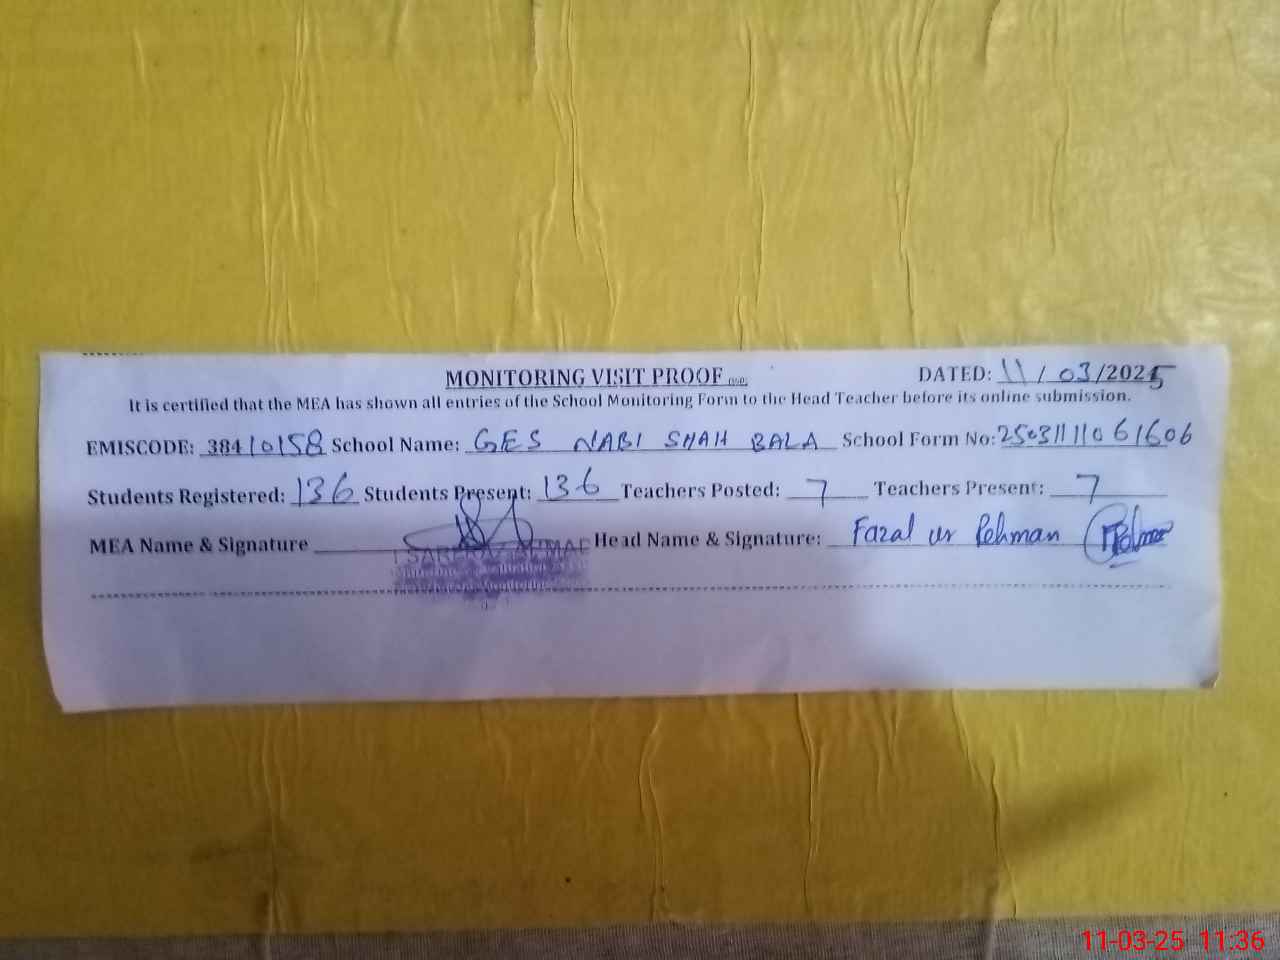 MONITORING VISIT PROOF DATED: 11/03/2025
It is certified that the MEA has shown all entries of the School Monitoring Form to the Head Teacher before its online submission.
EMISCODE: 38410158 School Name: GES NABI SHAH BALA School Form No: 25031111061606
Students Registered: 136 Students Present: 136 Teachers Posted: 7 Teachers Present: 7
MEA Name & Signature Head Name & Signature: Fazal ur Rehman
11-03-25 11:36